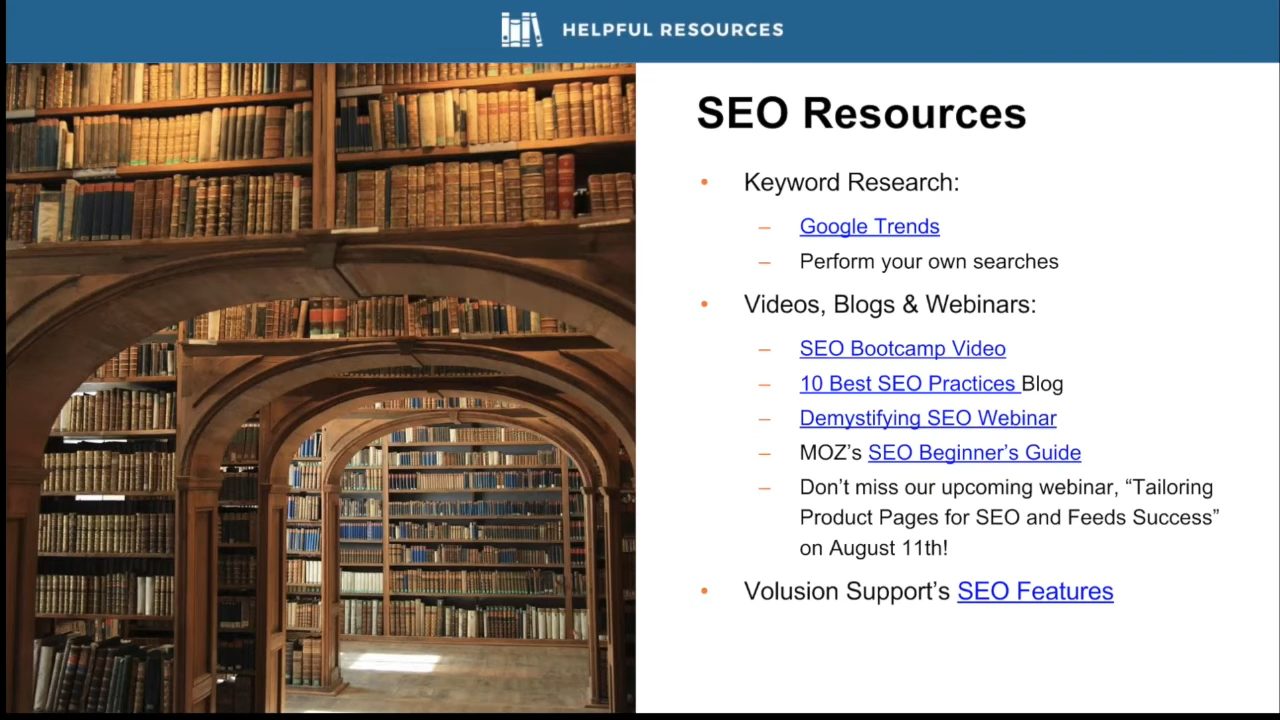 HELPFUL RESOURCES
SEO Resources
• Keyword Research:
– Google Trends
– Perform your own searches
• Videos, Blogs & Webinars:
– SEO Bootcamp Video
– 10 Best SEO Practices Blog
– Demystifying SEO Webinar
– MOZ’s SEO Beginner’s Guide
– Don’t miss our upcoming webinar, “Tailoring
Product Pages for SEO and Feeds Success”
on August 11th!
• Volusion Support’s SEO Features